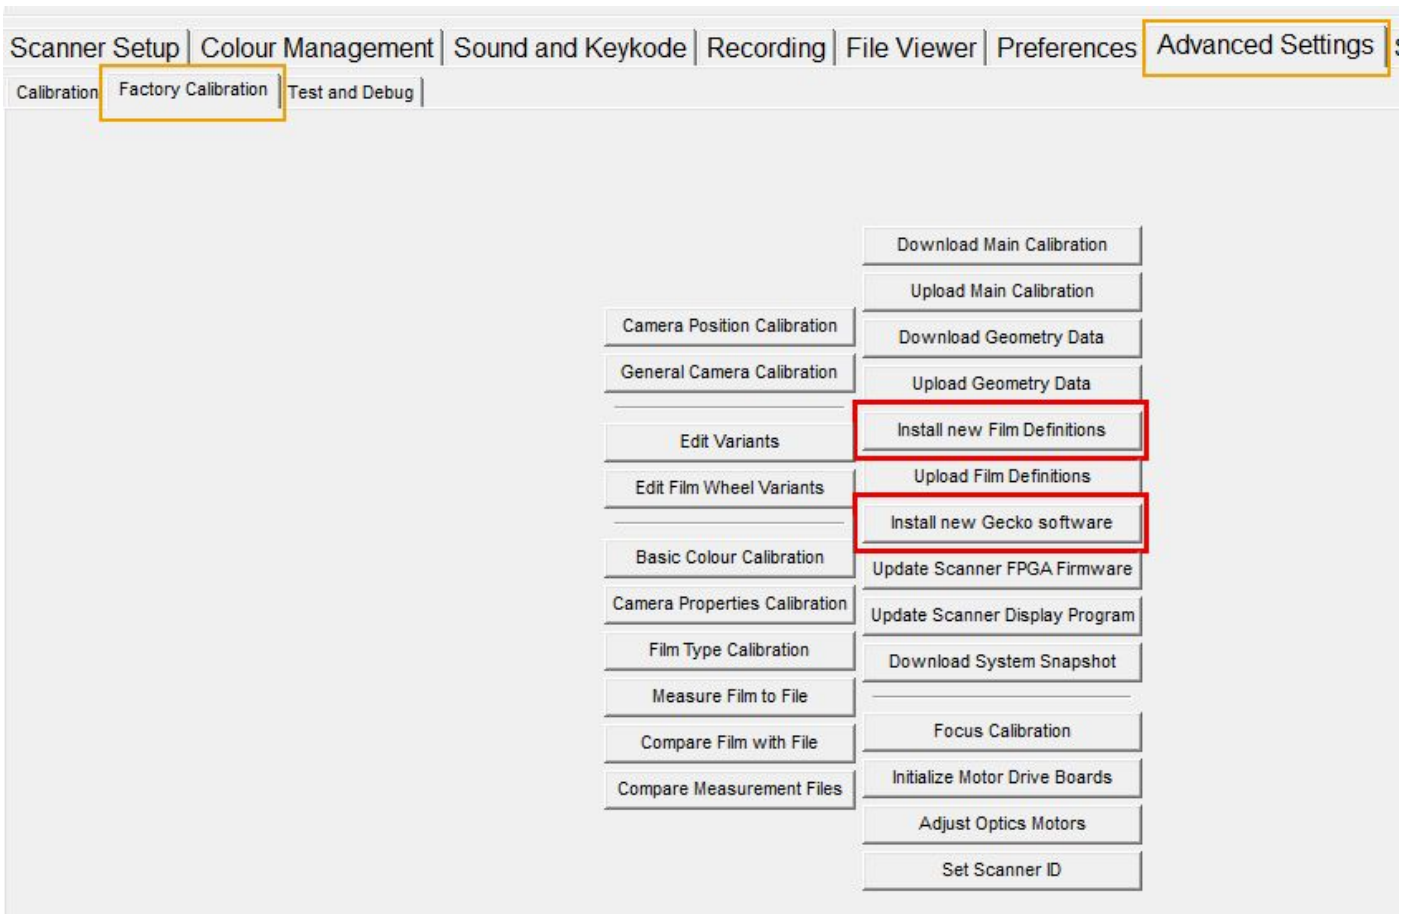 Scanner Setup Colour Management Sound and Keykode Recording File Viewer Preferences Advanced Settings
Calibration Factory Calibration Test and Debug
Camera Position Calibration
General Camera Calibration
Edit Variants
Edit Film Wheel Variants
Basic Colour Calibration
Camera Properties Calibration
Film Type Calibration
Measure Film to File
Compare Film with File
Compare Measurement Files
Download Main Calibration
Upload Main Calibration
Download Geometry Data
Upload Geometry Data
Install new Film Definitions
Upload Film Definitions
Install new Gecko software
Update Scanner FPGA Firmware
Update Scanner Display Program
Download System Snapshot
Focus Calibration
Initialize Motor Drive Boards
Adjust Optics Motors
Set Scanner ID